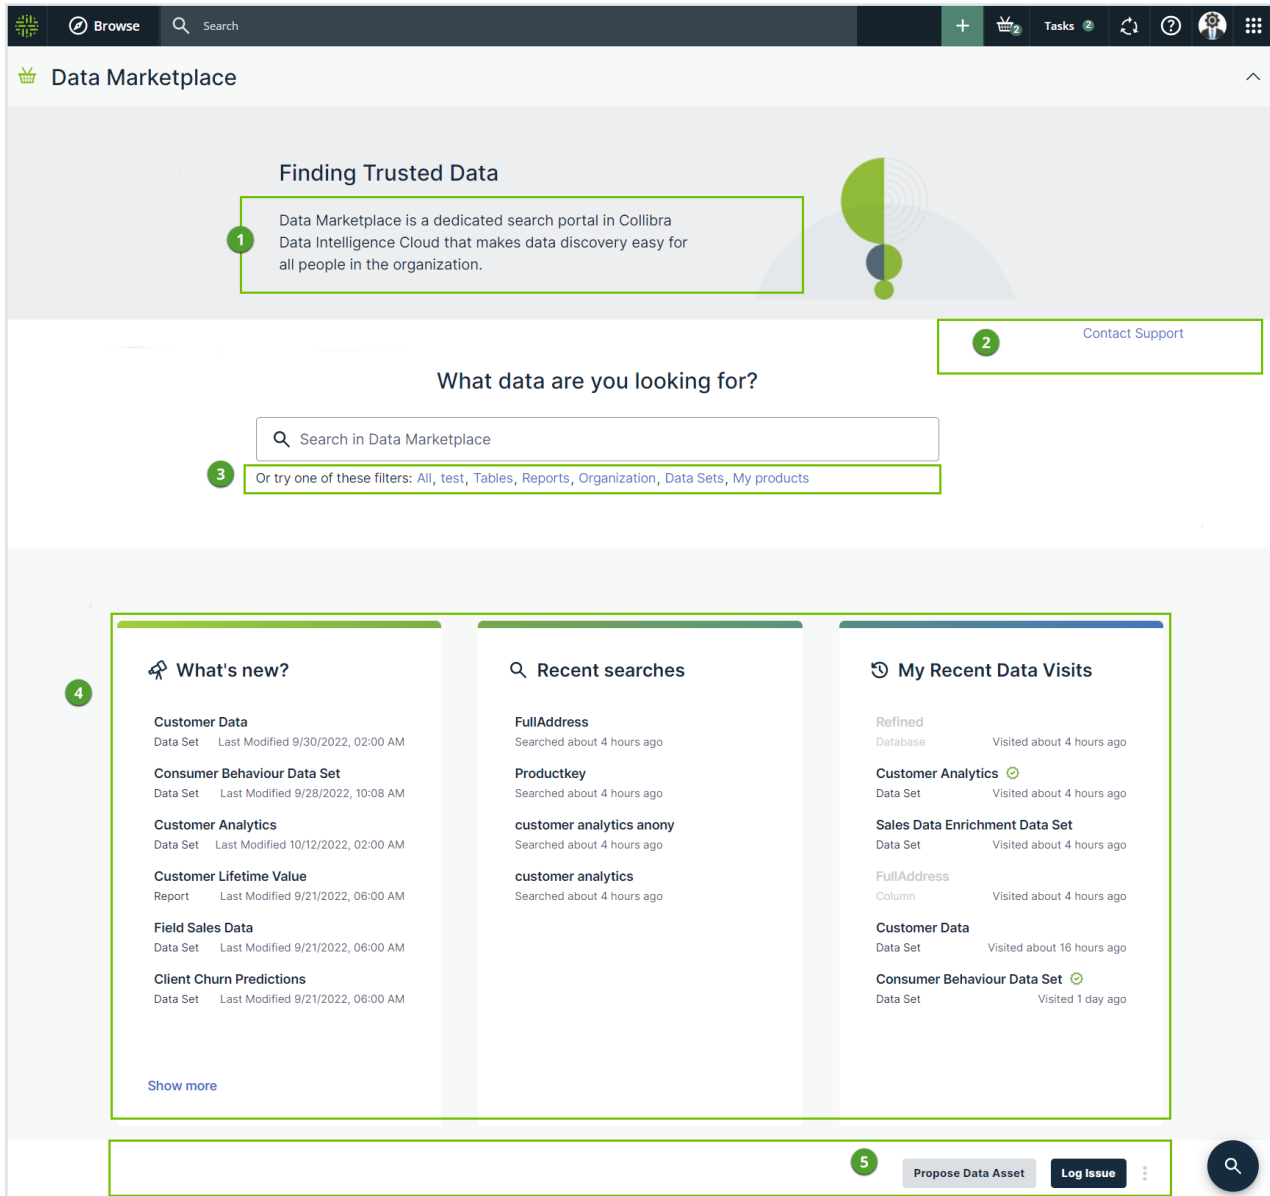 Browse Search + 2 Tasks 2
Data Marketplace
Finding Trusted Data
1
Data Marketplace is a dedicated search portal in Collibra
Data Intelligence Cloud that makes data discovery easy for
all people in the organization.
2 Contact Support
What data are you looking for?
Search in Data Marketplace
3 Or try one of these filters: All, test, Tables, Reports, Organization, Data Sets, My products
4
What's new?
Customer Data
Data Set Last Modified 9/30/2022, 02:00 AM
Consumer Behaviour Data Set
Data Set Last Modified 9/28/2022, 10:08 AM
Customer Analytics
Data Set Last Modified 10/12/2022, 02:00 AM
Customer Lifetime Value
Report Last Modified 9/21/2022, 06:00 AM
Field Sales Data
Data Set Last Modified 9/21/2022, 06:00 AM
Client Churn Predictions
Data Set Last Modified 9/21/2022, 06:00 AM
Show more
Recent searches
FullAddress
Searched about 4 hours ago
Productkey
Searched about 4 hours ago
customer analytics anony
Searched about 4 hours ago
customer analytics
Searched about 4 hours ago
My Recent Data Visits
Refined
Database Visited about 4 hours ago
Customer Analytics
Data Set Visited about 4 hours ago
Sales Data Enrichment Data Set
Data Set Visited about 4 hours ago
FullAddress
Column Visited about 4 hours ago
Customer Data
Data Set Visited about 16 hours ago
Consumer Behaviour Data Set
Data Set Visited 1 day ago
5 Propose Data Asset Log Issue